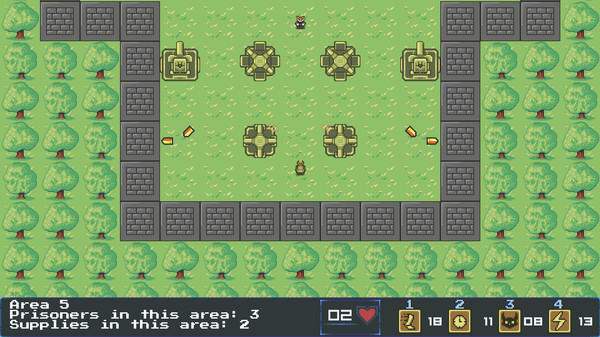 Area 5
Prisoners in this area: 3
Supplies in this area: 2
02
1 2 3 4
18 11 08 13